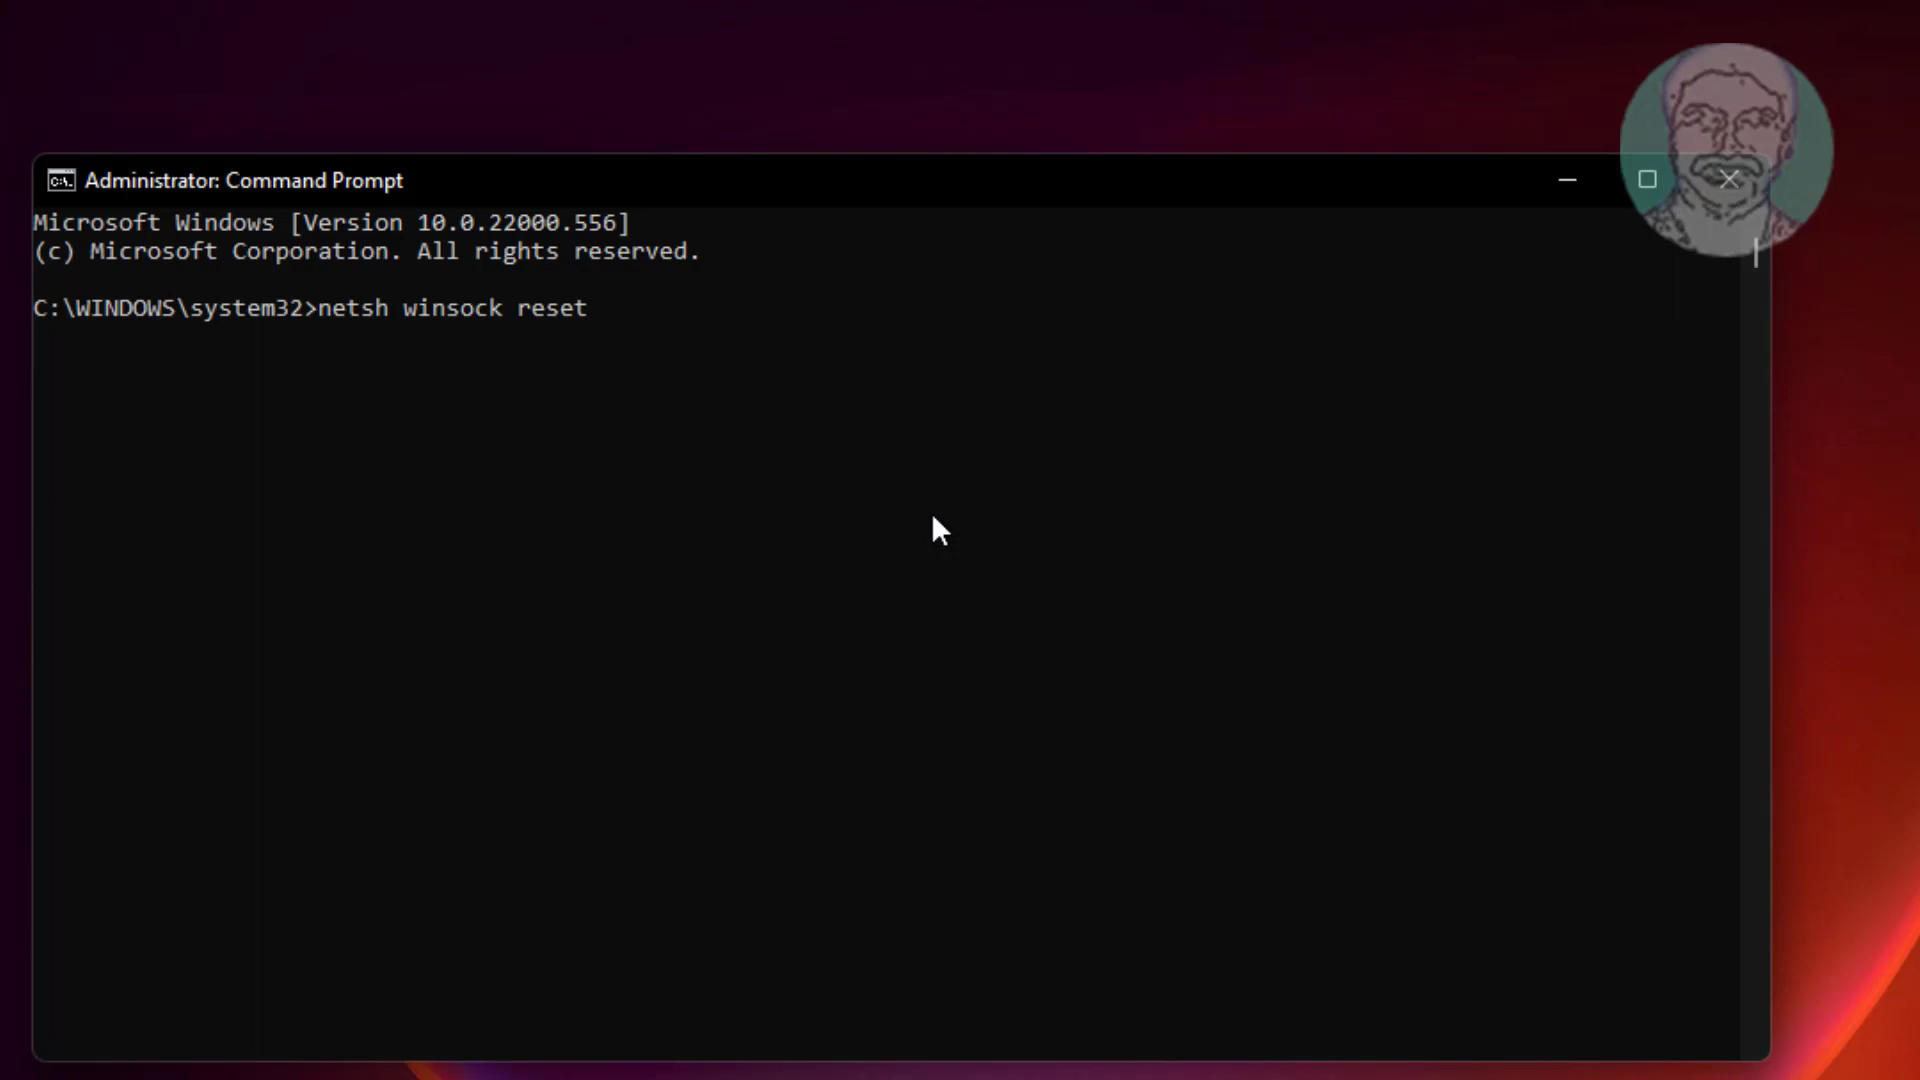 Administrator: Command Prompt
Microsoft Windows [Version 10.0.22000.556]
(c) Microsoft Corporation. All rights reserved.
C:\WINDOWS\system32>netsh winsock reset